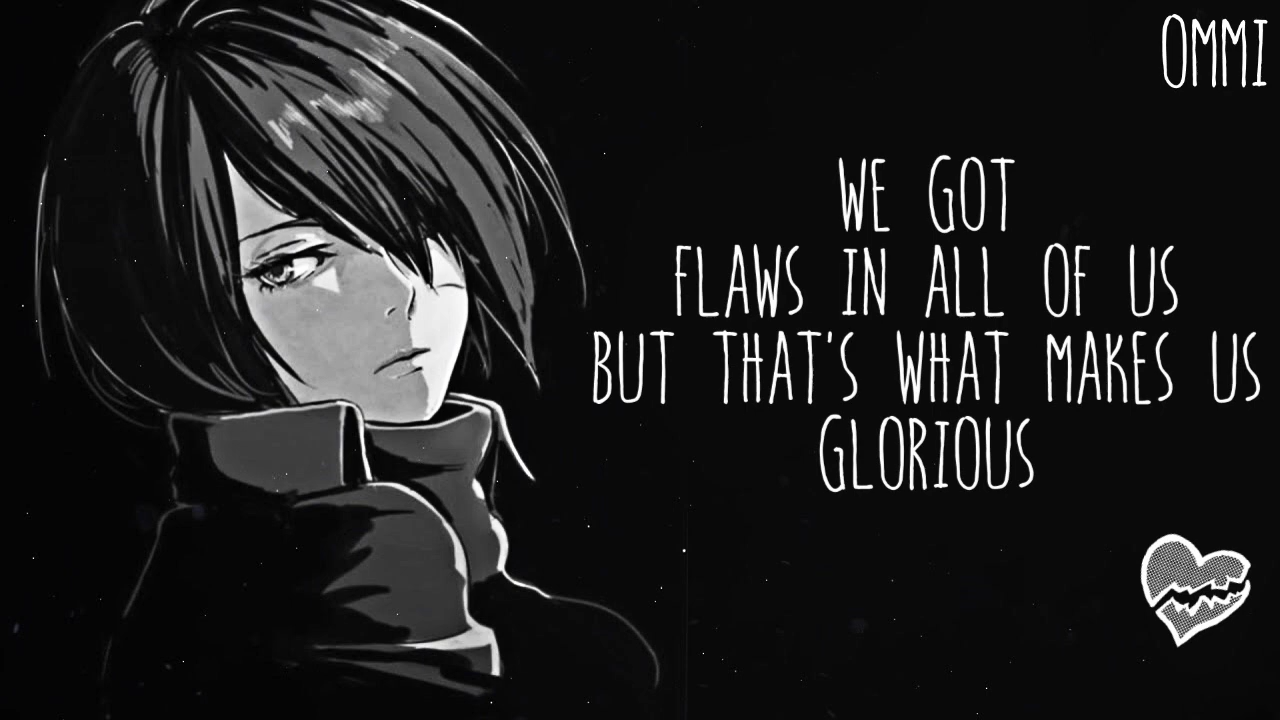 OMMI
WE GOT
FLAWS IN ALL OF US
BUT THAT'S WHAT MAKES US
GLORIOUS